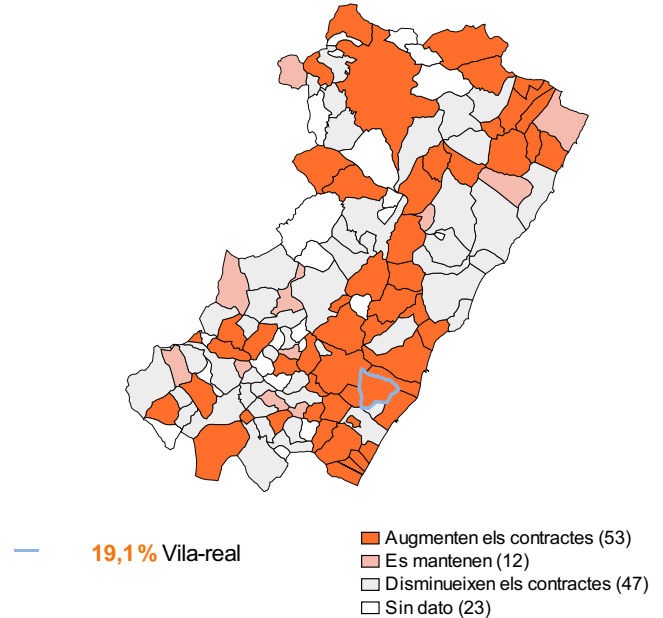 19,1% Vila-real
Augmenten els contractes (53)
Es mantenen (12)
Disminueixen els contractes (47)
Sin dato (23)